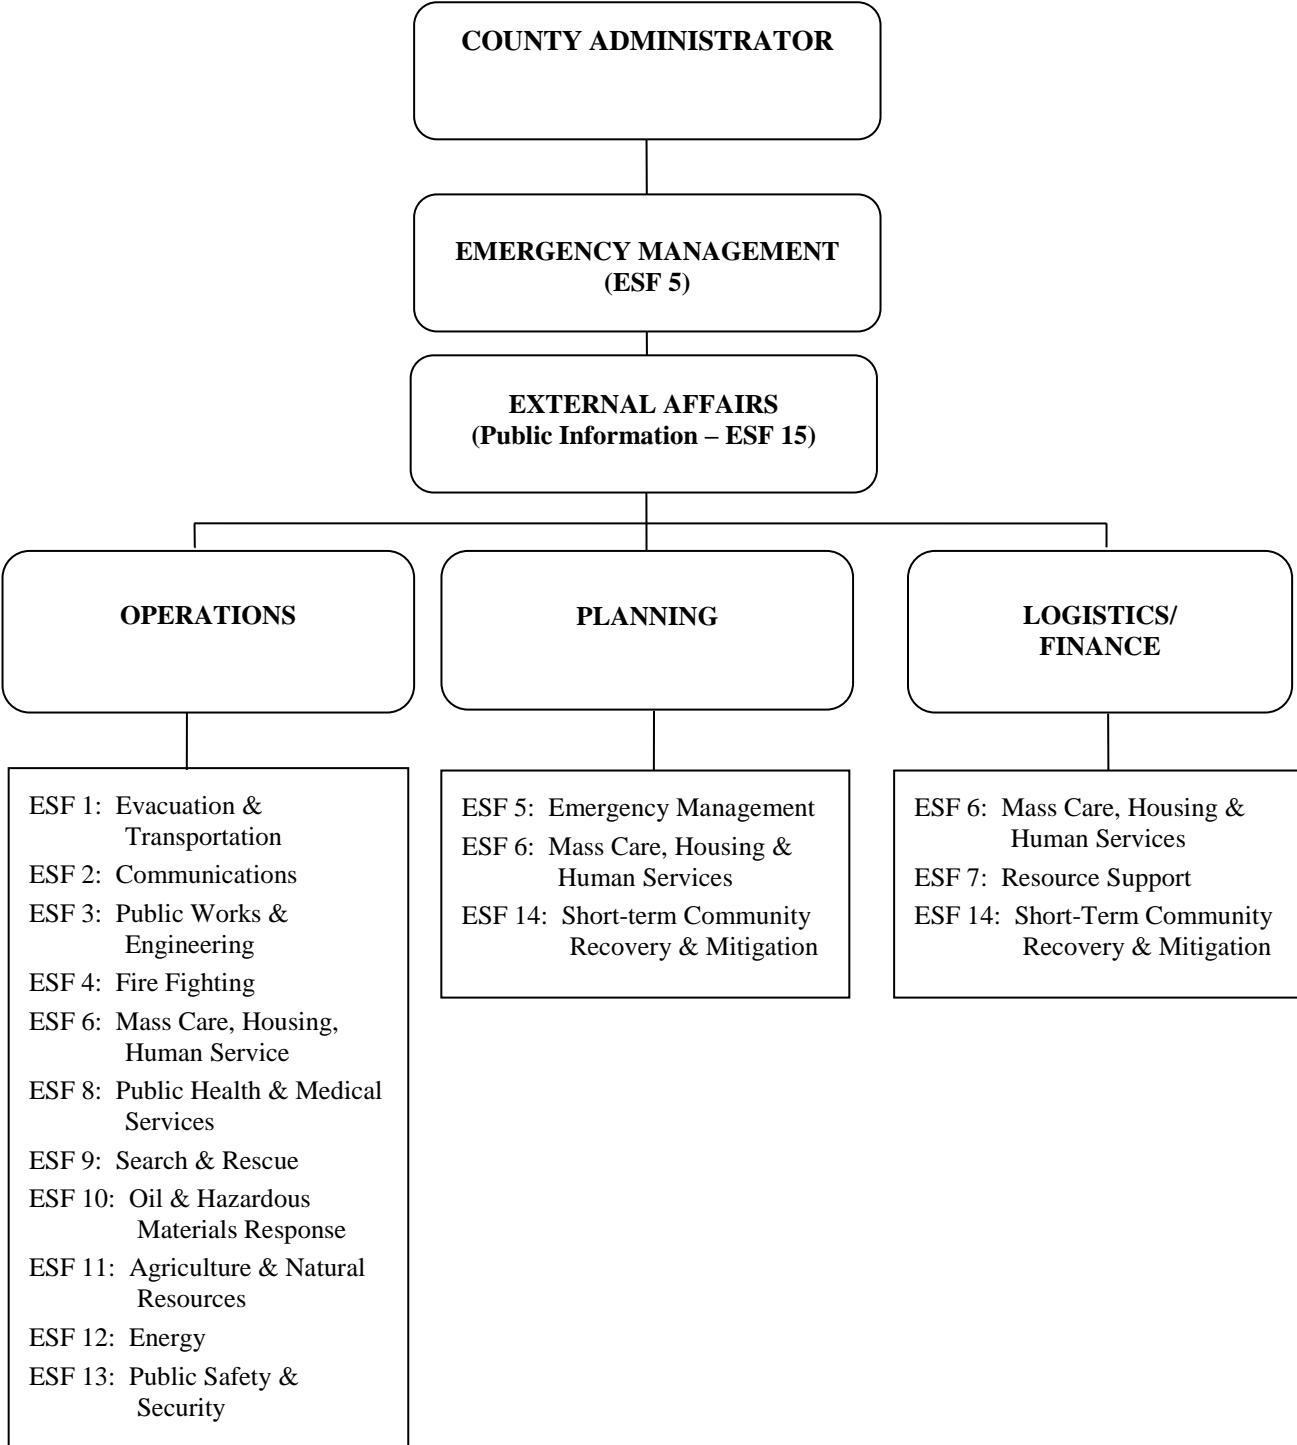 COUNTY ADMINISTRATOR
EMERGENCY MANAGEMENT
(ESF 5)
EXTERNAL AFFAIRS
(Public Information – ESF 15)
OPERATIONS
PLANNING
LOGISTICS/
FINANCE
ESF 1: Evaluation &
Transportation
ESF 2: Communications
ESF 3: Public Works &
Engineering
ESF 4: Fire Fighting
ESF 6: Mass Care, Housing,
Human Service
ESF 8: Public Health & Medical
Services
ESF 9: Search & Rescue
ESF 10: Oil & Hazardous
Materials Response
ESF 11: Agriculture & Natural
Resources
ESF 12: Energy
ESF 13: Public Safety &
Security
ESF 5: Emergency Management
ESF 6: Mass Care, Housing &
Human Services
ESF 14: Short-term Community
Recovery & Mitigation
ESF 6: Mass Care, Housing &
Human Services
ESF 7: Resource Support
ESF 14: Short-Term Community
Recovery & Mitigation